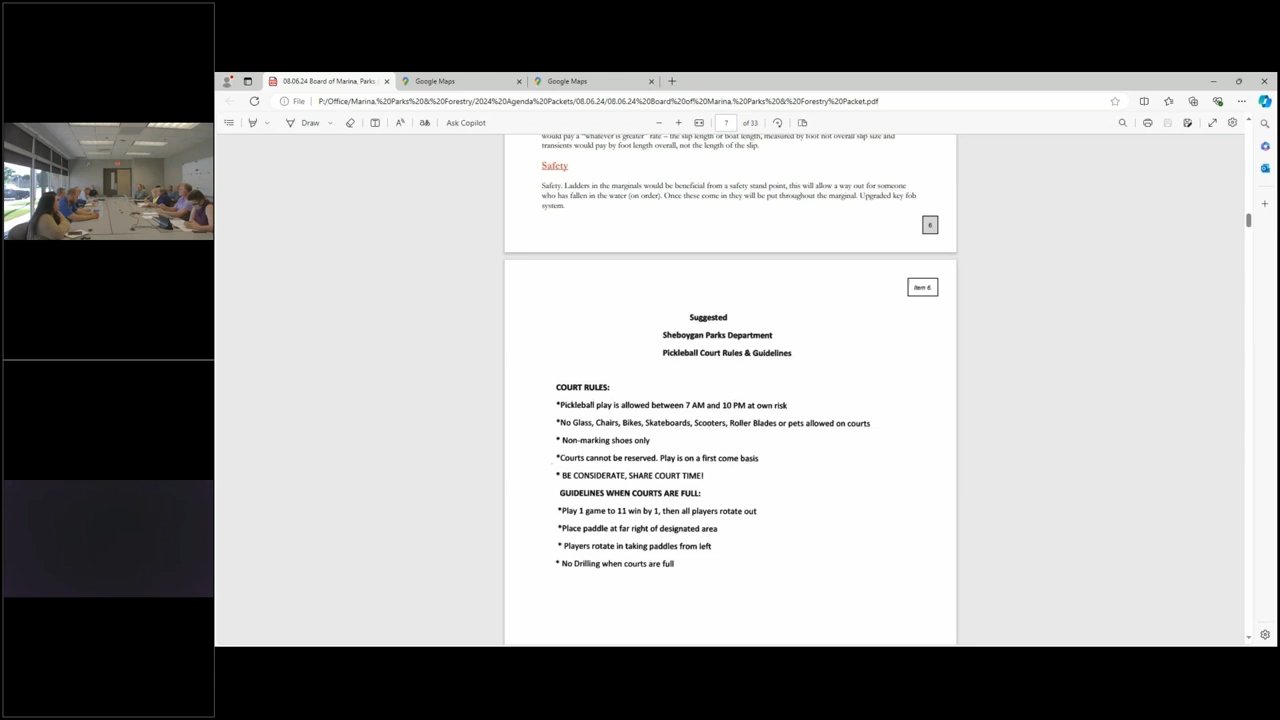 08.06.24 Board of Marina, Parks
Google Maps
Google Maps
File
P:/Office/Marina,%20Parks%20&%20Forestry/2024%20Agenda%20Packets/08.06.24/08.06.24%20Board%20of%20Marina,%20Parks%20&%20Forestry%20Packet.pdf
Draw
Ask Copilot
7 of 33
would pay a "whatever is greater" rate – the slip length or boat length, measured by foot not overall slip size and
transients would pay by foot length overall, not the length of the slip.
Safety
Safety. Ladders in the marginals would be beneficial from a safety stand point, this will allow a way out for someone
who has fallen in the water (on order). Once these come in they will be put throughout the marginal. Upgraded key fob
system.
6
Item 6.
Suggested
Sheboygan Parks Department
Pickleball Court Rules & Guidelines
COURT RULES:
*Pickleball play is allowed between 7 AM and 10 PM at own risk
*No Glass, Chairs, Bikes, Skateboards, Scooters, Roller Blades or pets allowed on courts
* Non-marking shoes only
*Courts cannot be reserved. Play is on a first come basis
* BE CONSIDERATE, SHARE COURT TIME!
GUIDELINES WHEN COURTS ARE FULL:
*Play 1 game to 11 win by 1, then all players rotate out
*Place paddle at far right of designated area
* Players rotate in taking paddles from left
* No Drilling when courts are full